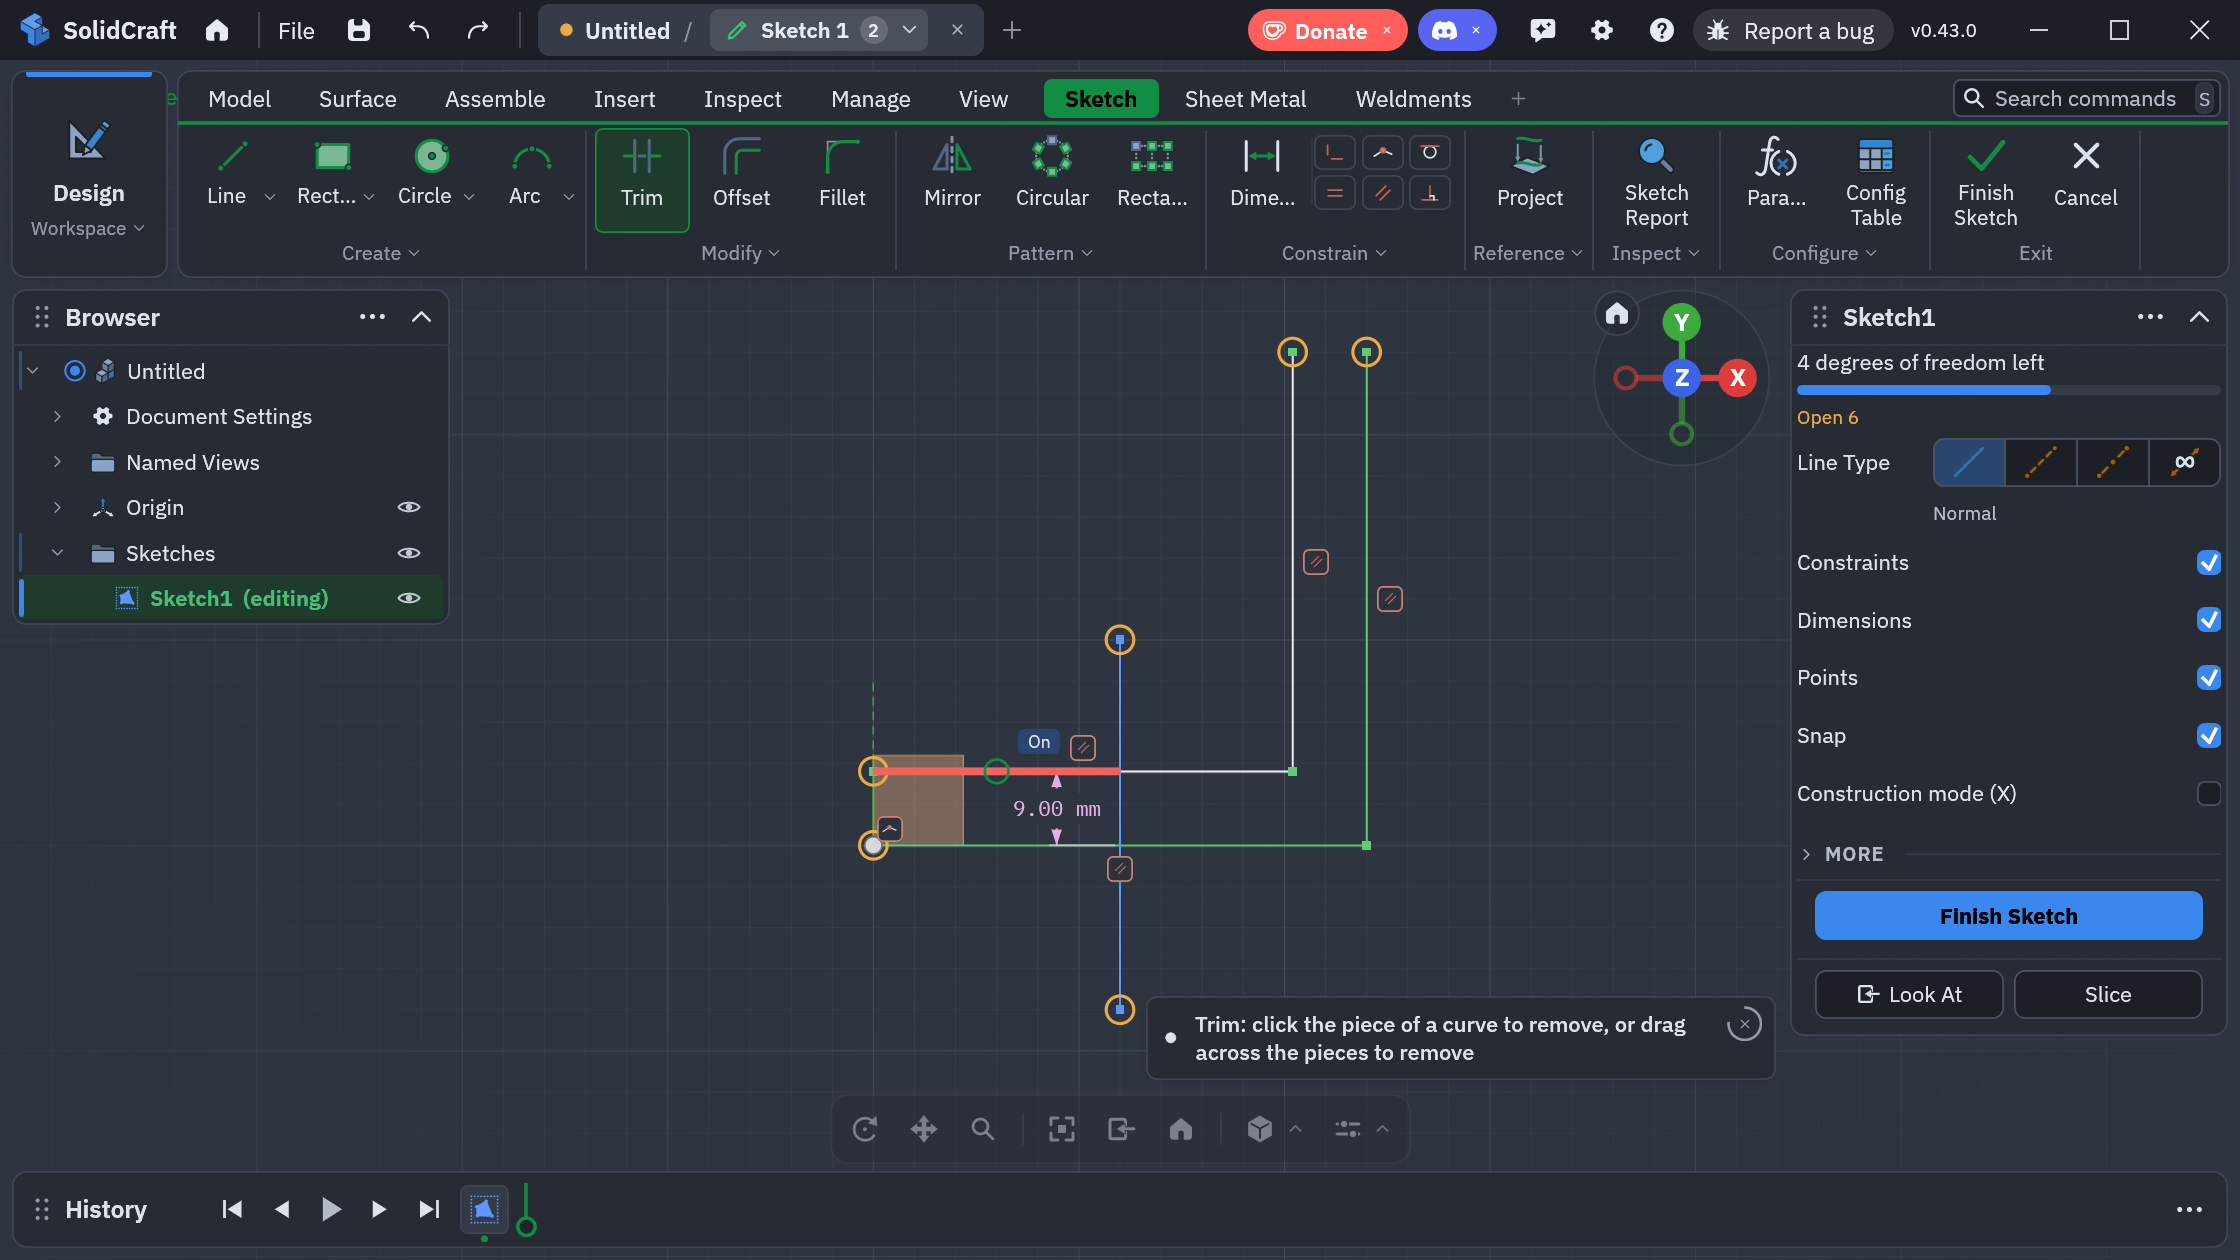 SolidCraft
File
Untitled / Sketch 1 2
Donate
Report a bug
v0.43.0
Model Surface Assemble Insert Inspect Manage View Sketch Sheet Metal Weldments
Search commands S
Design
Workspace
Line Rect... Circle Arc
Create
Trim Offset Fillet
Modify
Mirror Circular Recta...
Pattern
Dime...
Constrain
Project
Reference
Sketch
Report
Inspect
Para... Config
Table
Configure
Finish
Sketch
Cancel
Exit
Browser
Untitled
Document Settings
Named Views
Origin
Sketches
Sketch1 (editing)
Y
Z
X
On
9.00 mm
Sketch1
4 degrees of freedom left
Open 6
Line Type
Normal
Constraints
Dimensions
Points
Snap
Construction mode (X)
MORE
Finish Sketch
Look At
Slice
Trim: click the piece of a curve to remove, or drag
across the pieces to remove
History